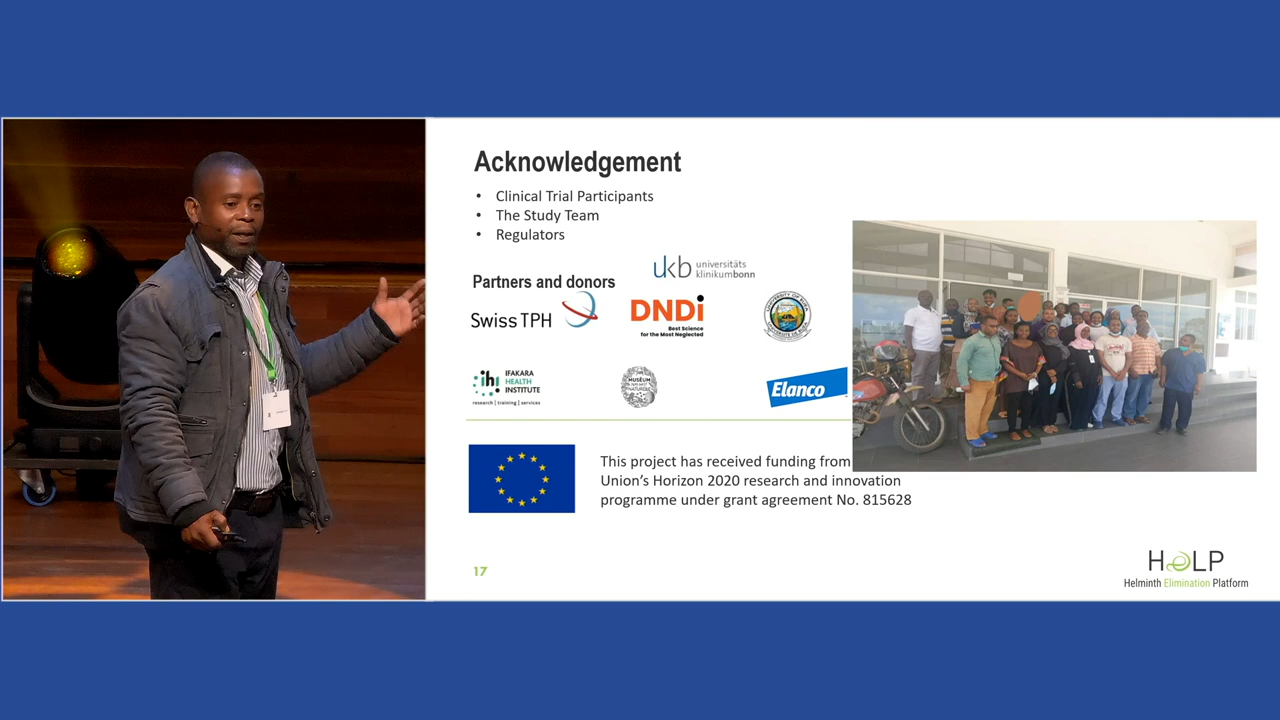 Acknowledgement
• Clinical Trial Participants
• The Study Team
• Regulators
ukb universitäts
klinikumbonn
Partners and donors
Swiss TPH
DNDi
Best Science
for the Most Neglected
ihi IFAKARA
HEALTH
INSTITUTE
research | training | services
MUSÉUM
Elanco
This project has received funding from
Union's Horizon 2020 research and innovation
programme under grant agreement No. 815628
17
HELP
Helminth Elimination Platform